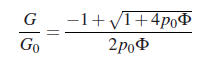 G/G₀ = (−1 + √(1 + 4p₀Φ)) / (2p₀Φ)